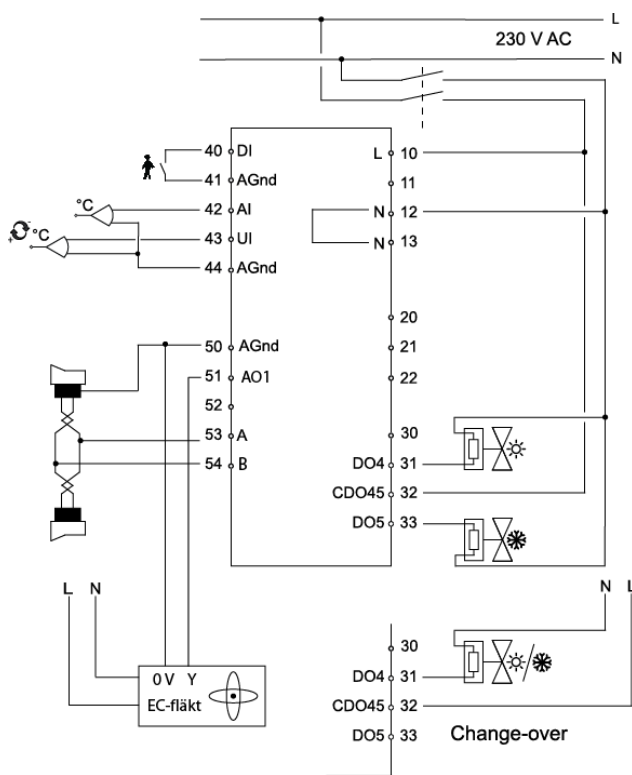 L
230 V AC
N
40 DI
41 AGnd
°C 42 AI
°C 43 UI
44 AGnd
50 AGnd
51 AO1
52
53 A
54 B
L 10
11
N 12
N 13
20
21
22
30
DO4 31
CDO45 32
DO5 33
L N
0 V Y
EC-fläkt
N L
30
DO4 31
CDO45 32
DO5 33
Change-over